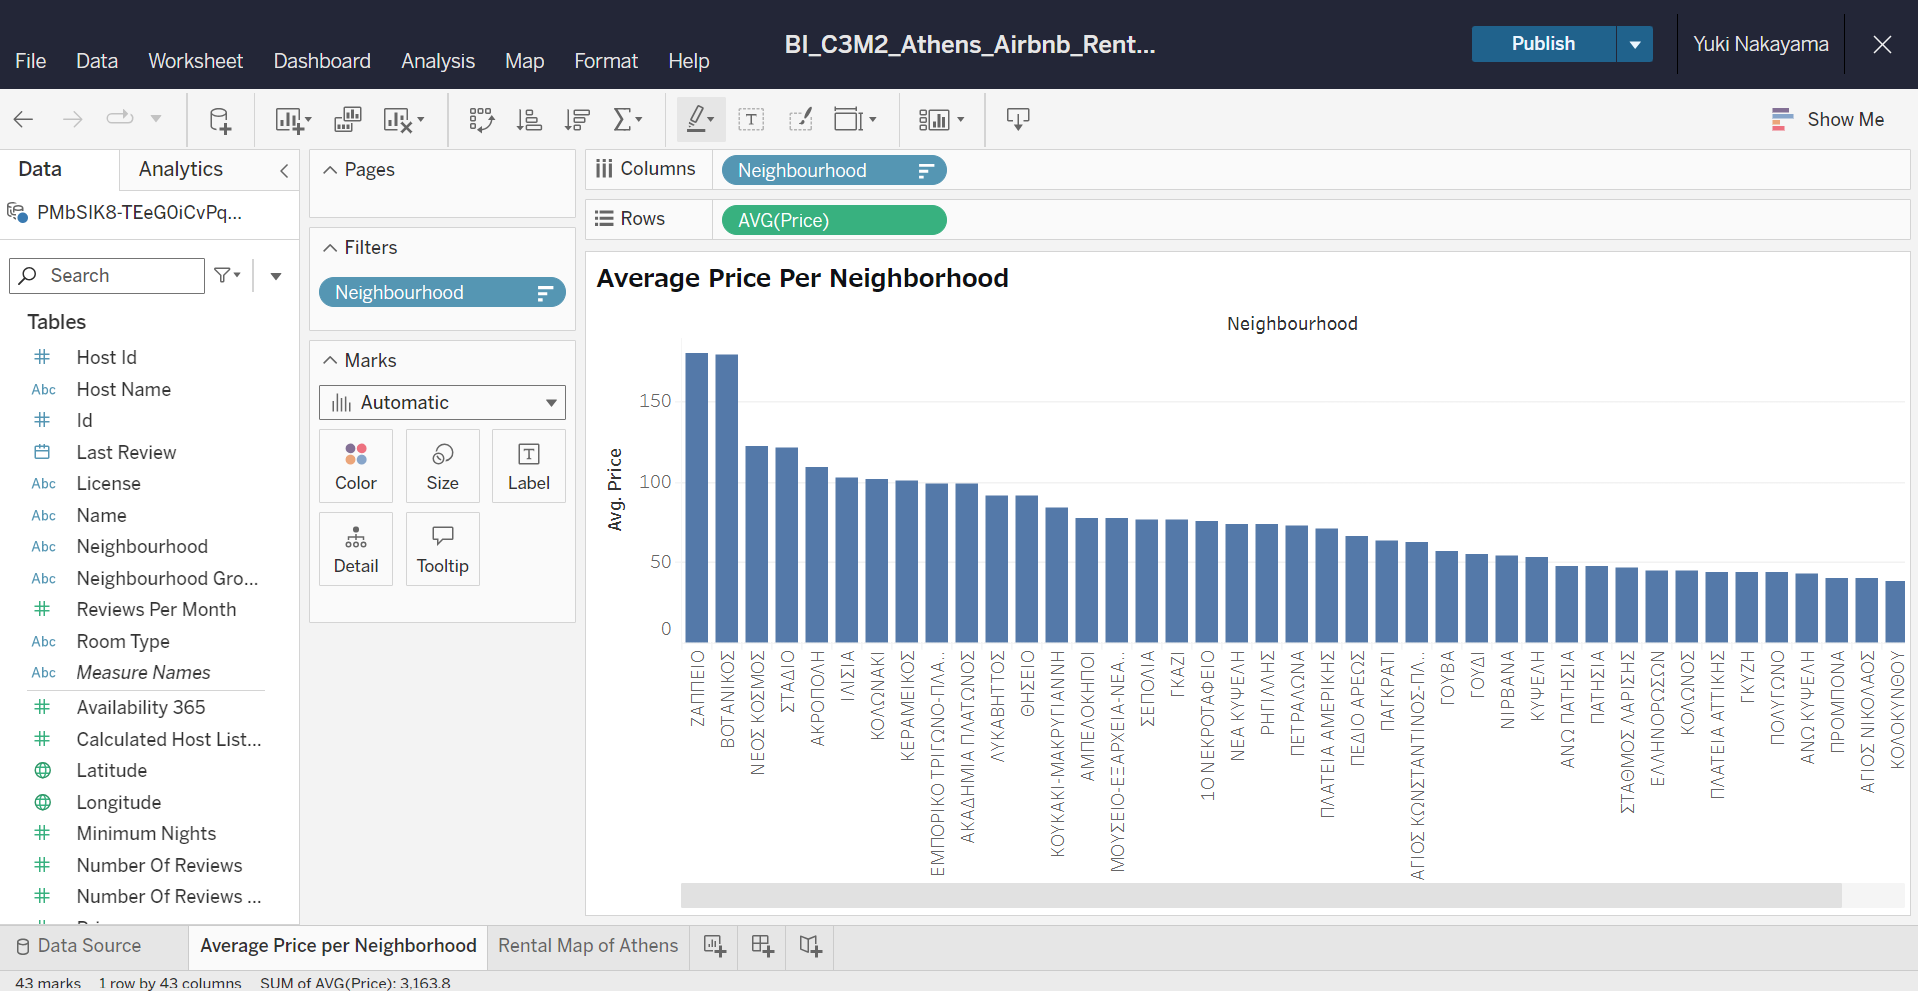 BI_C3M2_Athens_Airbnb_Rent...
Publish
Yuki Nakayama
File Data Worksheet Dashboard Analysis Map Format Help
Show Me
Data
Analytics
PMbSIK8-TEeG0iCvPq...
Search
Tables
Host Id
Abc Host Name
Id
Last Review
Abc License
Abc Name
Abc Neighbourhood
Abc Neighbourhood Gro...
Reviews Per Month
Abc Room Type
Abc Measure Names
Availability 365
Calculated Host List...
Latitude
Longitude
Minimum Nights
Number Of Reviews
Number Of Reviews ...
Pages
Filters
Neighbourhood
Marks
Automatic
Color
Size
Label
Detail
Tooltip
Columns
Neighbourhood
Rows
AVG(Price)
Average Price Per Neighborhood
Neighbourhood
Avg. Price
150
100
50
0
ΖΑΠΠΕΙΟ
ΒΟΤΑΝΙΚΟΣ
ΝΕΟΣ ΚΟΣΜΟΣ
ΣΤΑΔΙΟ
ΑΚΡΟΠΟΛΗ
ΙΛΙΣΙΑ
ΚΟΛΩΝΑΚΙ
ΚΕΡΑΜΕΙΚΟΣ
ΕΜΠΟΡΙΚΟ ΤΡΙΓΩΝΟ-ΠΛΑ..
ΑΚΑΔΗΜΙΑ ΠΛΑΤΩΝΟΣ
ΛΥΚΑΒΗΤΤΟΣ
ΘΗΣΕΙΟ
ΚΟΥΚΑΚΙ-ΜΑΚΡΥΓΙΑΝΝΗ
ΑΜΠΕΛΟΚΗΠΟΙ
ΜΟΥΣΕΙΟ-ΕΞΑΡΧΕΙΑ-ΝΕΑ..
ΣΕΠΟΛΙΑ
ΓΚΑΖΙ
1Ο ΝΕΚΡΟΤΑΦΕΙΟ
ΝΕΑ ΚΥΨΕΛΗ
ΡΗΓΙΛΛΗΣ
ΠΕΤΡΑΛΩΝΑ
ΠΛΑΤΕΙΑ ΑΜΕΡΙΚΗΣ
ΠΕΔΙΟ ΑΡΕΩΣ
ΠΑΓΚΡΑΤΙ
ΑΓΙΟΣ ΚΩΝΣΤΑΝΤΙΝΟΣ-ΠΛ..
ΓΟΥΒΑ
ΓΟΥΔΙ
ΝΙΡΒΑΝΑ
ΚΥΨΕΛΗ
ΑΝΩ ΠΑΤΗΣΙΑ
ΠΑΤΗΣΙΑ
ΣΤΑΘΜΟΣ ΛΑΡΙΣΗΣ
ΕΛΛΗΝΟΡΩΣΩΝ
ΚΟΛΩΝΟΣ
ΠΛΑΤΕΙΑ ΑΤΤΙΚΗΣ
ΓΚΥΖΗ
ΠΟΛΥΓΩΝΟ
ΑΝΩ ΚΥΨΕΛΗ
ΠΡΟΜΠΟΝΑ
ΑΓΙΟΣ ΝΙΚΟΛΑΟΣ
ΚΟΛΟΚΥΝΘΟΥ
Data Source
Average Price per Neighborhood
Rental Map of Athens
43 marks 1 row by 43 columns SUM of AVG(Price): 3,163.8